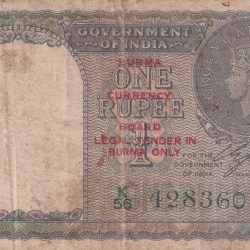 GOVERNMENT
OF INDIA
BURMA
ONE
CURRENCY
RUPEE
BOARD
LEGAL TENDER IN
BURMA ONLY
FOR THE
GOVERNMENT
OF INDIA
K/56 428360